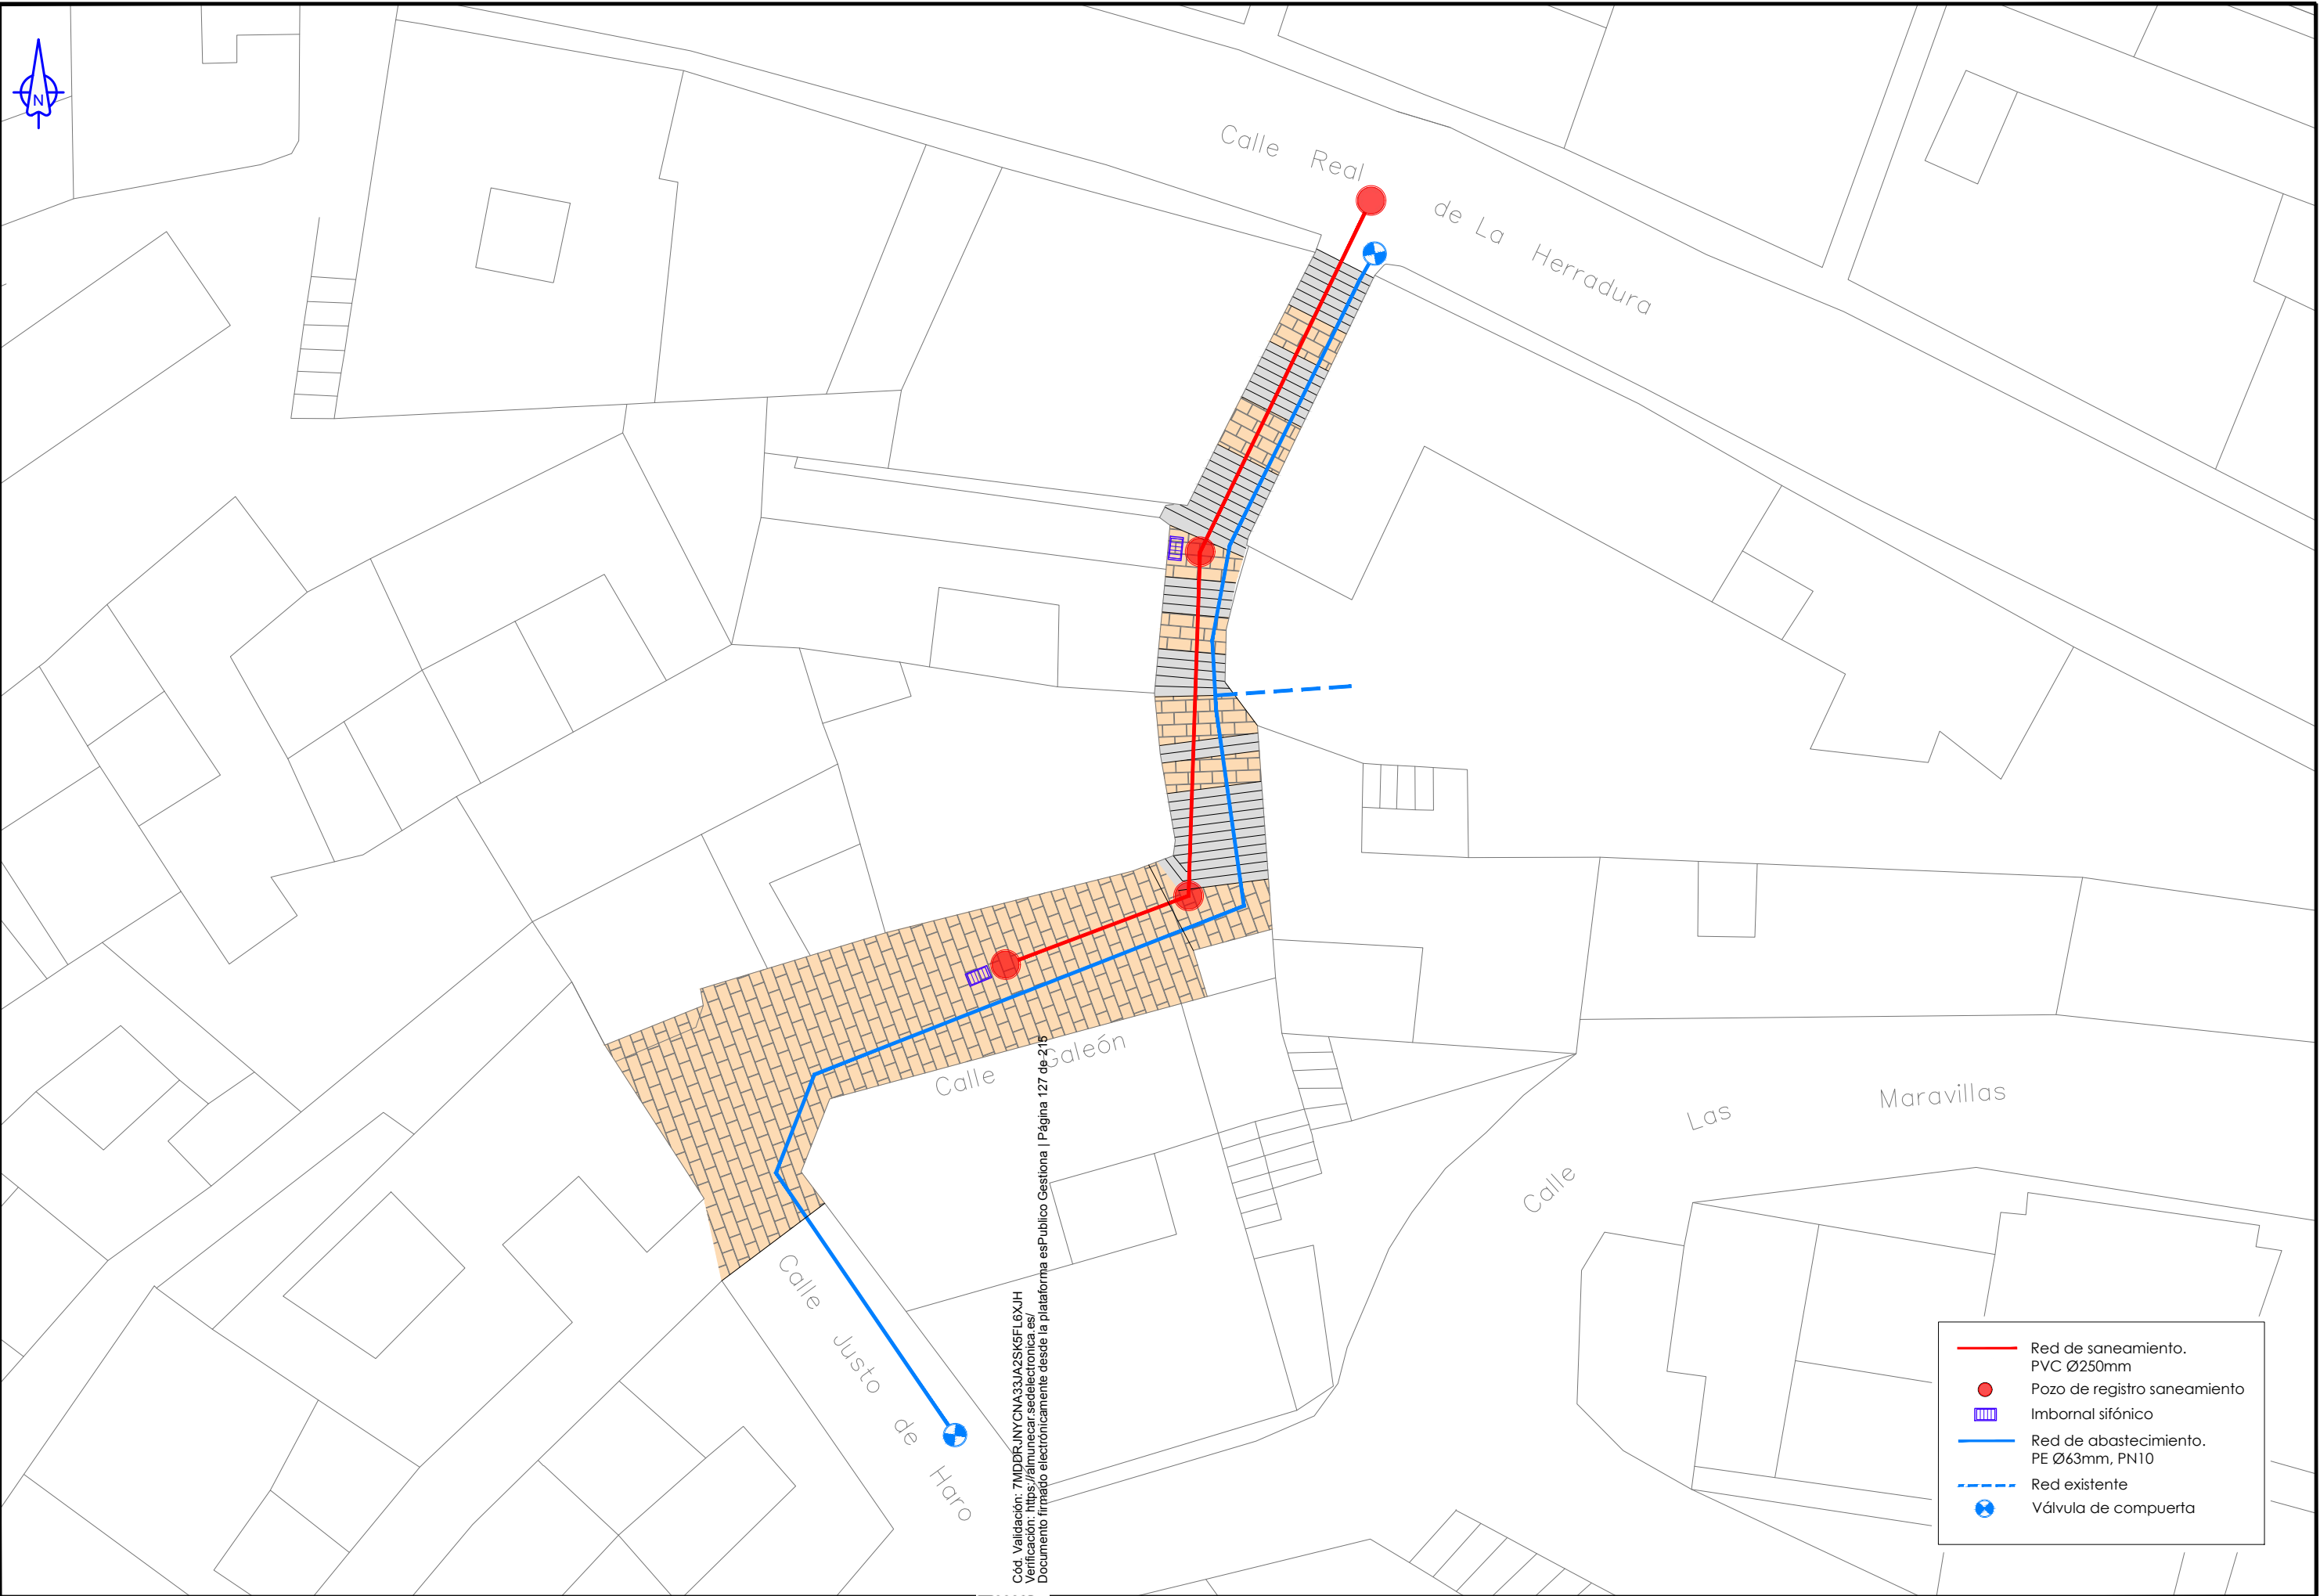 N
Calle Real
de La Herradura
Calle Galeón
Calle Las Maravillas
Calle Justo de Haro
Cód. Validación: 7MDDRJNYCNA33JA2SK5FL6XJH
Verificación: https://almunecar.sedelectronica.es/
Documento firmado electrónicamente desde la plataforma esPublico Gestiona | Página 127 de 215
Red de saneamiento.
PVC Ø250mm
Pozo de registro saneamiento
Imbornal sifónico
Red de abastecimiento.
PE Ø63mm, PN10
Red existente
Válvula de compuerta